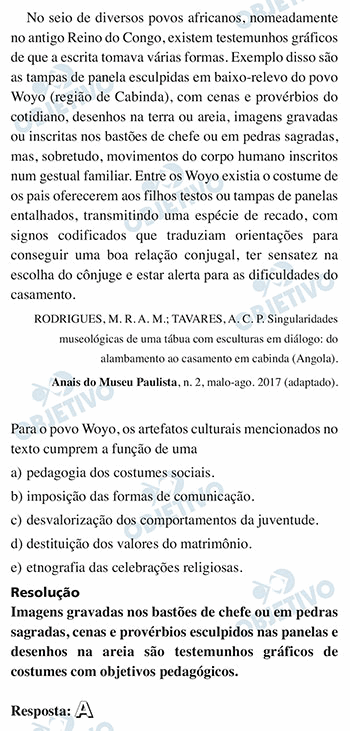 No seio de diversos povos africanos, nomeadamente
no antigo Reino do Congo, existem testemunhos gráficos
de que a escrita tomava várias formas. Exemplo disso são
as tampas de panela esculpidas em baixo-relevo do povo
Woyo (região de Cabinda), com cenas e provérbios do
cotidiano, desenhos na terra ou areia, imagens gravadas
ou inscritas nos bastões de chefe ou em pedras sagradas,
mas, sobretudo, movimentos do corpo humano inscritos
num gestual familiar. Entre os Woyo existia o costume de
os pais oferecerem aos filhos testos ou tampas de panelas
entalhados, transmitindo uma espécie de recado, com
signos codificados que traduziam orientações para
conseguir uma boa relação conjugal, ter sensatez na
escolha do cônjuge e estar alerta para as dificuldades do
casamento.
RODRIGUES, M. R. A. M.; TAVARES, A. C. P. Singularidades
museológicas de uma tábua com esculturas em diálogo: do
alambamento ao casamento em cabinda (Angola).
Anais do Museu Paulista, n. 2, malo-ago. 2017 (adaptado).
Para o povo Woyo, os artefatos culturais mencionados no
texto cumprem a função de uma
a) pedagogia dos costumes sociais.
b) imposição das formas de comunicação.
c) desvalorização dos comportamentos da juventude.
d) destituição dos valores do matrimônio.
e) etnografia das celebrações religiosas.
Resolução
Imagens gravadas nos bastões de chefe ou em pedras
sagradas, cenas e provérbios esculpidos nas panelas e
desenhos na areia são testemunhos gráficos de
costumes com objetivos pedagógicos.
Resposta: A